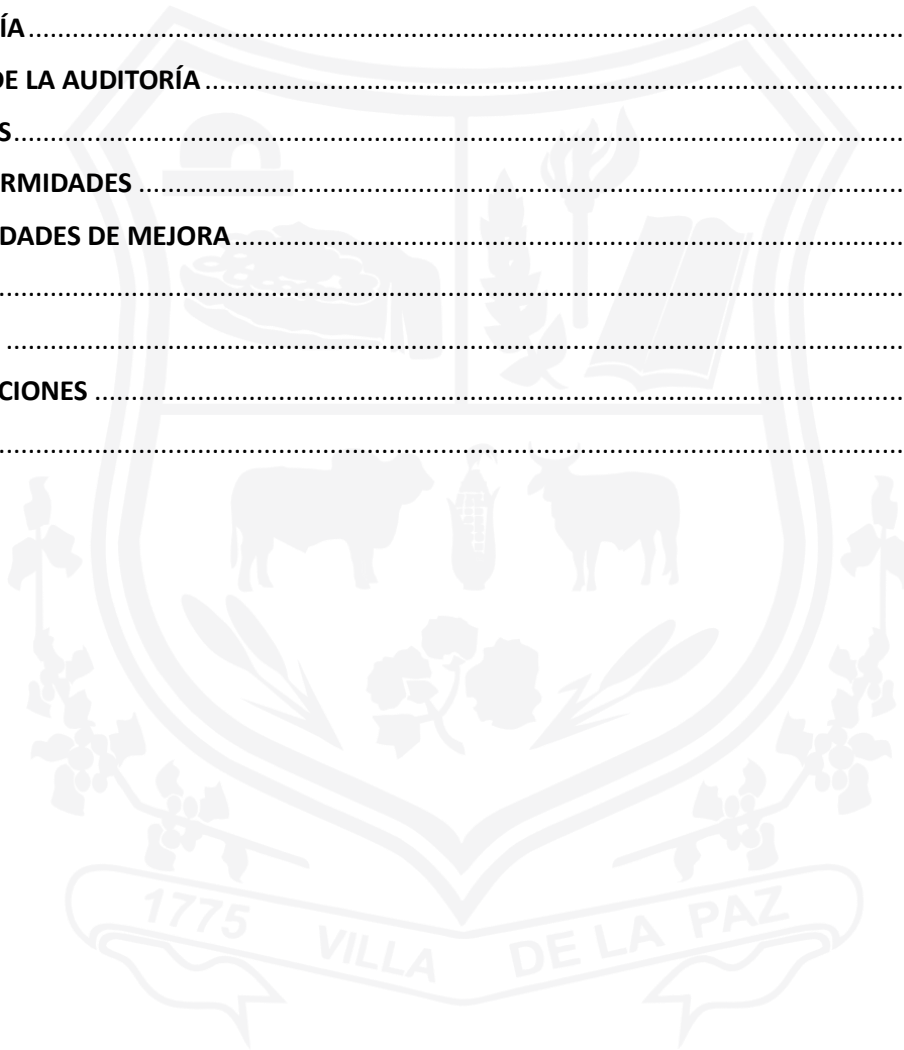 ÍA........................................................................................................
DE LA AUDITORÍA........................................................................................................
S........................................................................................................
RMIDADES........................................................................................................
DADES DE MEJORA........................................................................................................
........................................................................................................
........................................................................................................
CIONES........................................................................................................
........................................................................................................
1775 VILLA DE LA PAZ